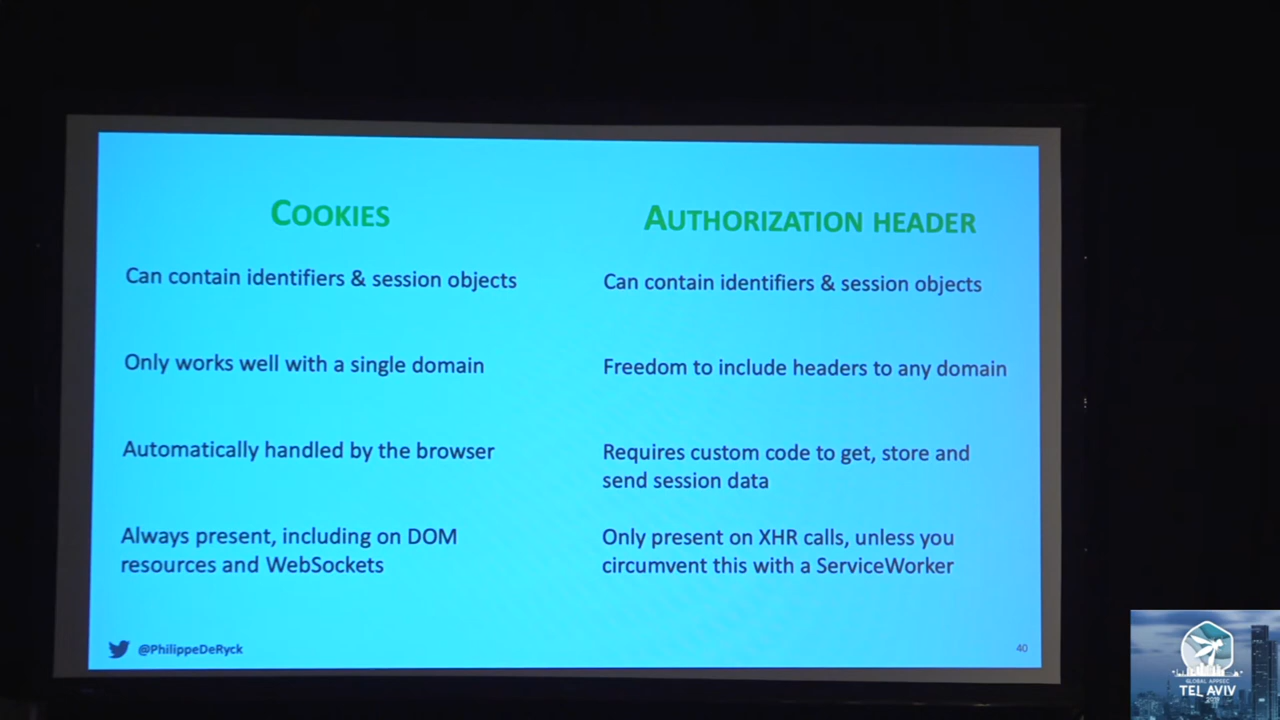 COOKIES
Can contain identifiers & session objects
Only works well with a single domain
Automatically handled by the browser
Always present, including on DOM
resources and WebSockets
AUTHORIZATION HEADER
Can contain identifiers & session objects
Freedom to include headers to any domain
Requires custom code to get, store and
send session data
Only present on XHR calls, unless you
circumvent this with a ServiceWorker
@PhilippeDeRyck
40
GLOBAL APPSEC
TEL AVIV
2019